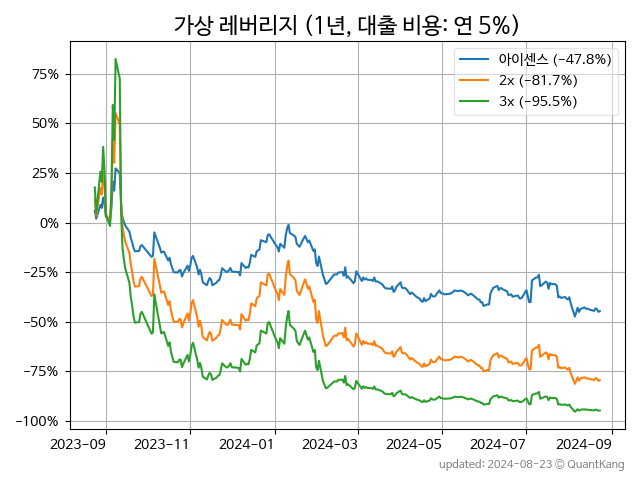 가상 레버리지 (1년, 대출 비용: 연 5%)
아이센스 (−47.8%)
2x (−81.7%)
3x (−95.5%)
75%
50%
25%
0%
−25%
−50%
−75%
−100%
2023-09 2023-11 2024-01 2024-03 2024-05 2024-07 2024-09
updated: 2024-08-23 © QuantKang